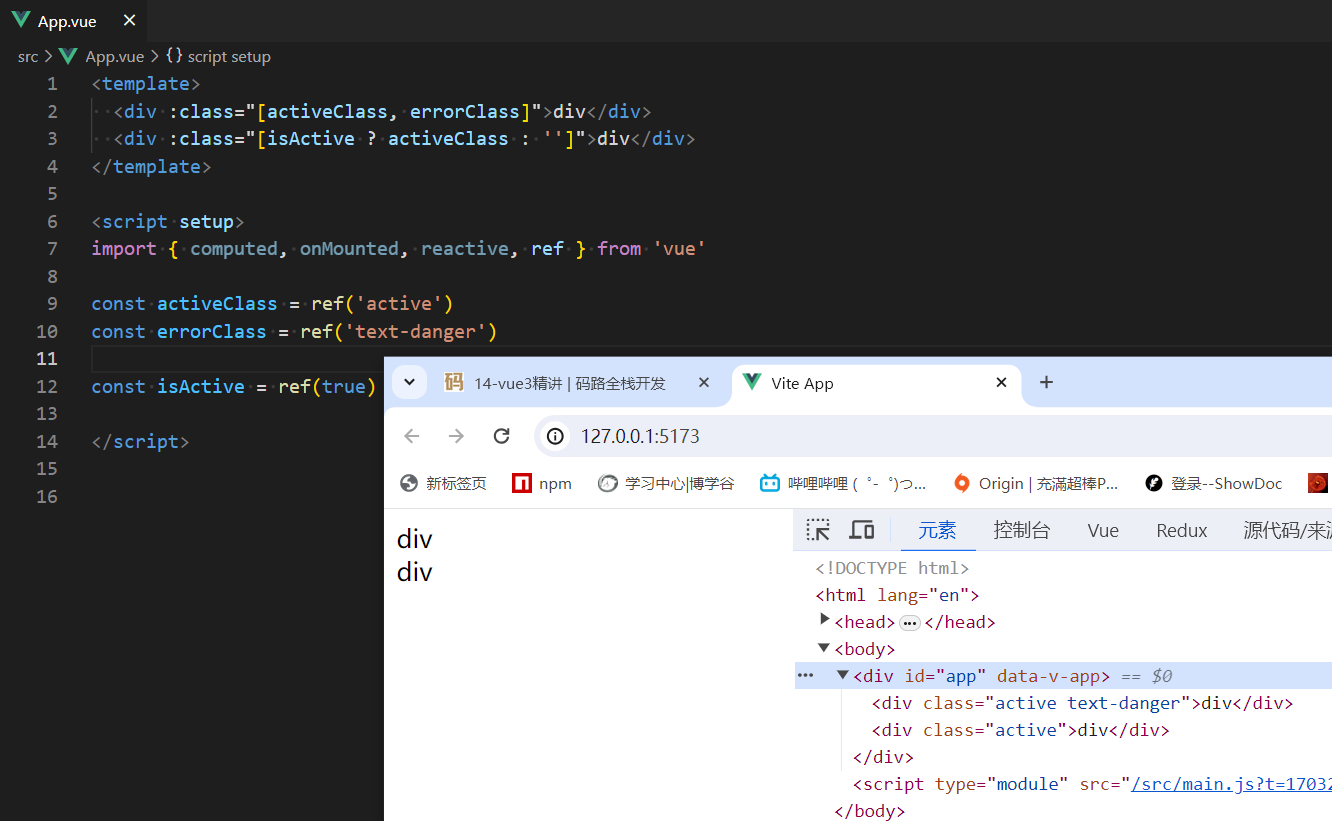 App.vue
src > App.vue > {} script setup
1 <template>
2 <div :class="[activeClass, errorClass]">div</div>
3 <div :class="[isActive ? activeClass : '']">div</div>
4 </template>
5
6 <script setup>
7 import { computed, onMounted, reactive, ref } from 'vue'
8
9 const activeClass = ref('active')
10 const errorClass = ref('text-danger')
11
12 const isActive = ref(true)
13
14 </script>
15
16
码 14-vue3精讲 | 码路全栈开发 Vite App
127.0.0.1:5173
新标签页 npm 学习中心|博学谷 哔哩哔哩 (゜-゜)つ... Origin | 充滿超棒P... 登录--ShowDoc
div
div
元素 控制台 Vue Redux 源代码/来源
<!DOCTYPE html>
<html lang="en">
<head> ... </head>
<body>
<div id="app" data-v-app> == $0
<div class="active text-danger">div</div>
<div class="active">div</div>
</div>
<script type="module" src="/src/main.js?t=17032
</body>